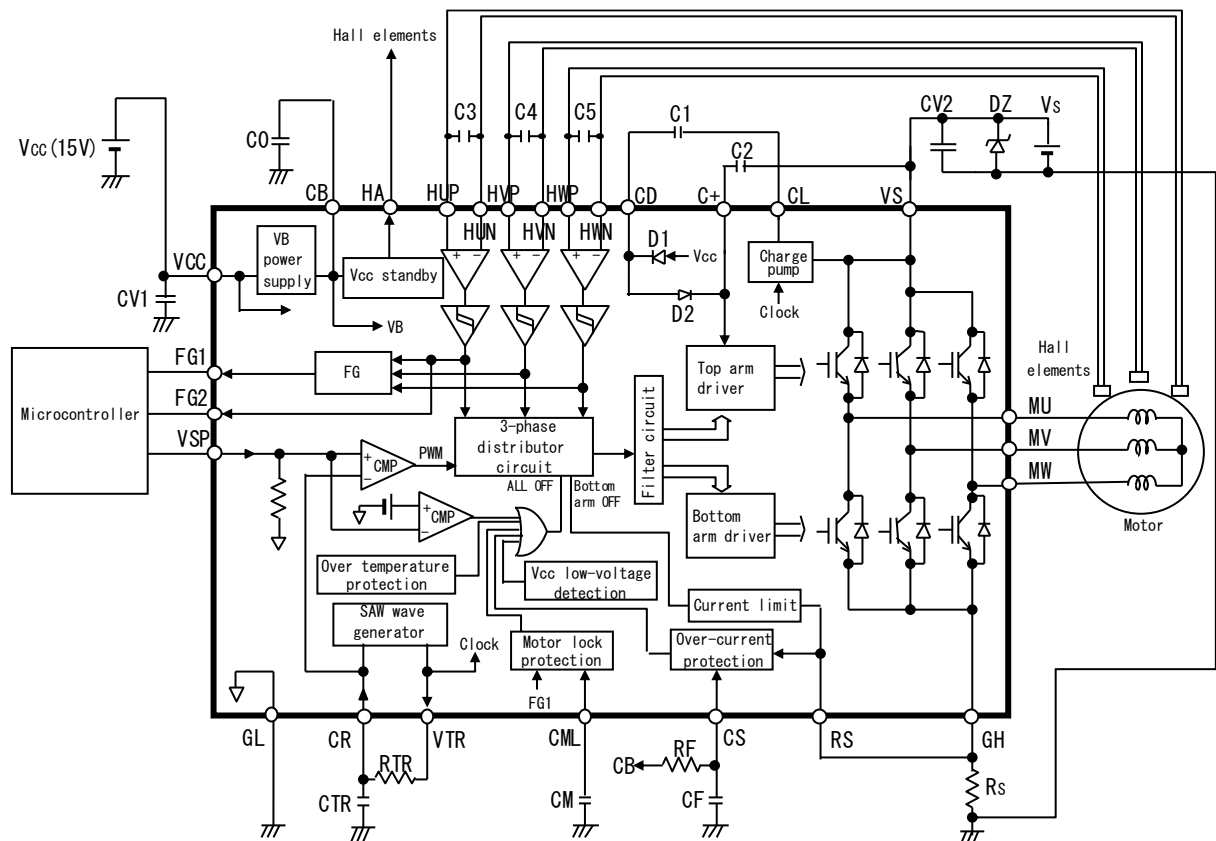 Hall elements
C3
C4
C5
C1
CV2
DZ
Vs
C0
Vcc(15V)
C2
CB
HA
HUP
HVP
HWP
CD
C+
CL
VS
HUN
HVN
HWN
VB
power
supply
VCC
Vcc standby
+ −
+ −
+ −
D1
Vcc
Charge
pump
CV1
D2
Clock
VB
FG1
FG
Top arm
driver
Hall
elements
Microcontroller
FG2
MU
3-phase
distributor
circuit
Filter circuit
MV
VSP
+
CMP
−
PWM
MW
ALL OFF
Bottom
arm OFF
+
CMP
−
Bottom
arm driver
Motor
Over temperature
protection
Vcc low-voltage
detection
SAW wave
generator
Current limit
Clock
Motor lock
protection
Over-current
protection
FG1
GL
CR
VTR
CML
CS
RS
GH
RTR
CB
RF
CTR
CM
CF
Rs